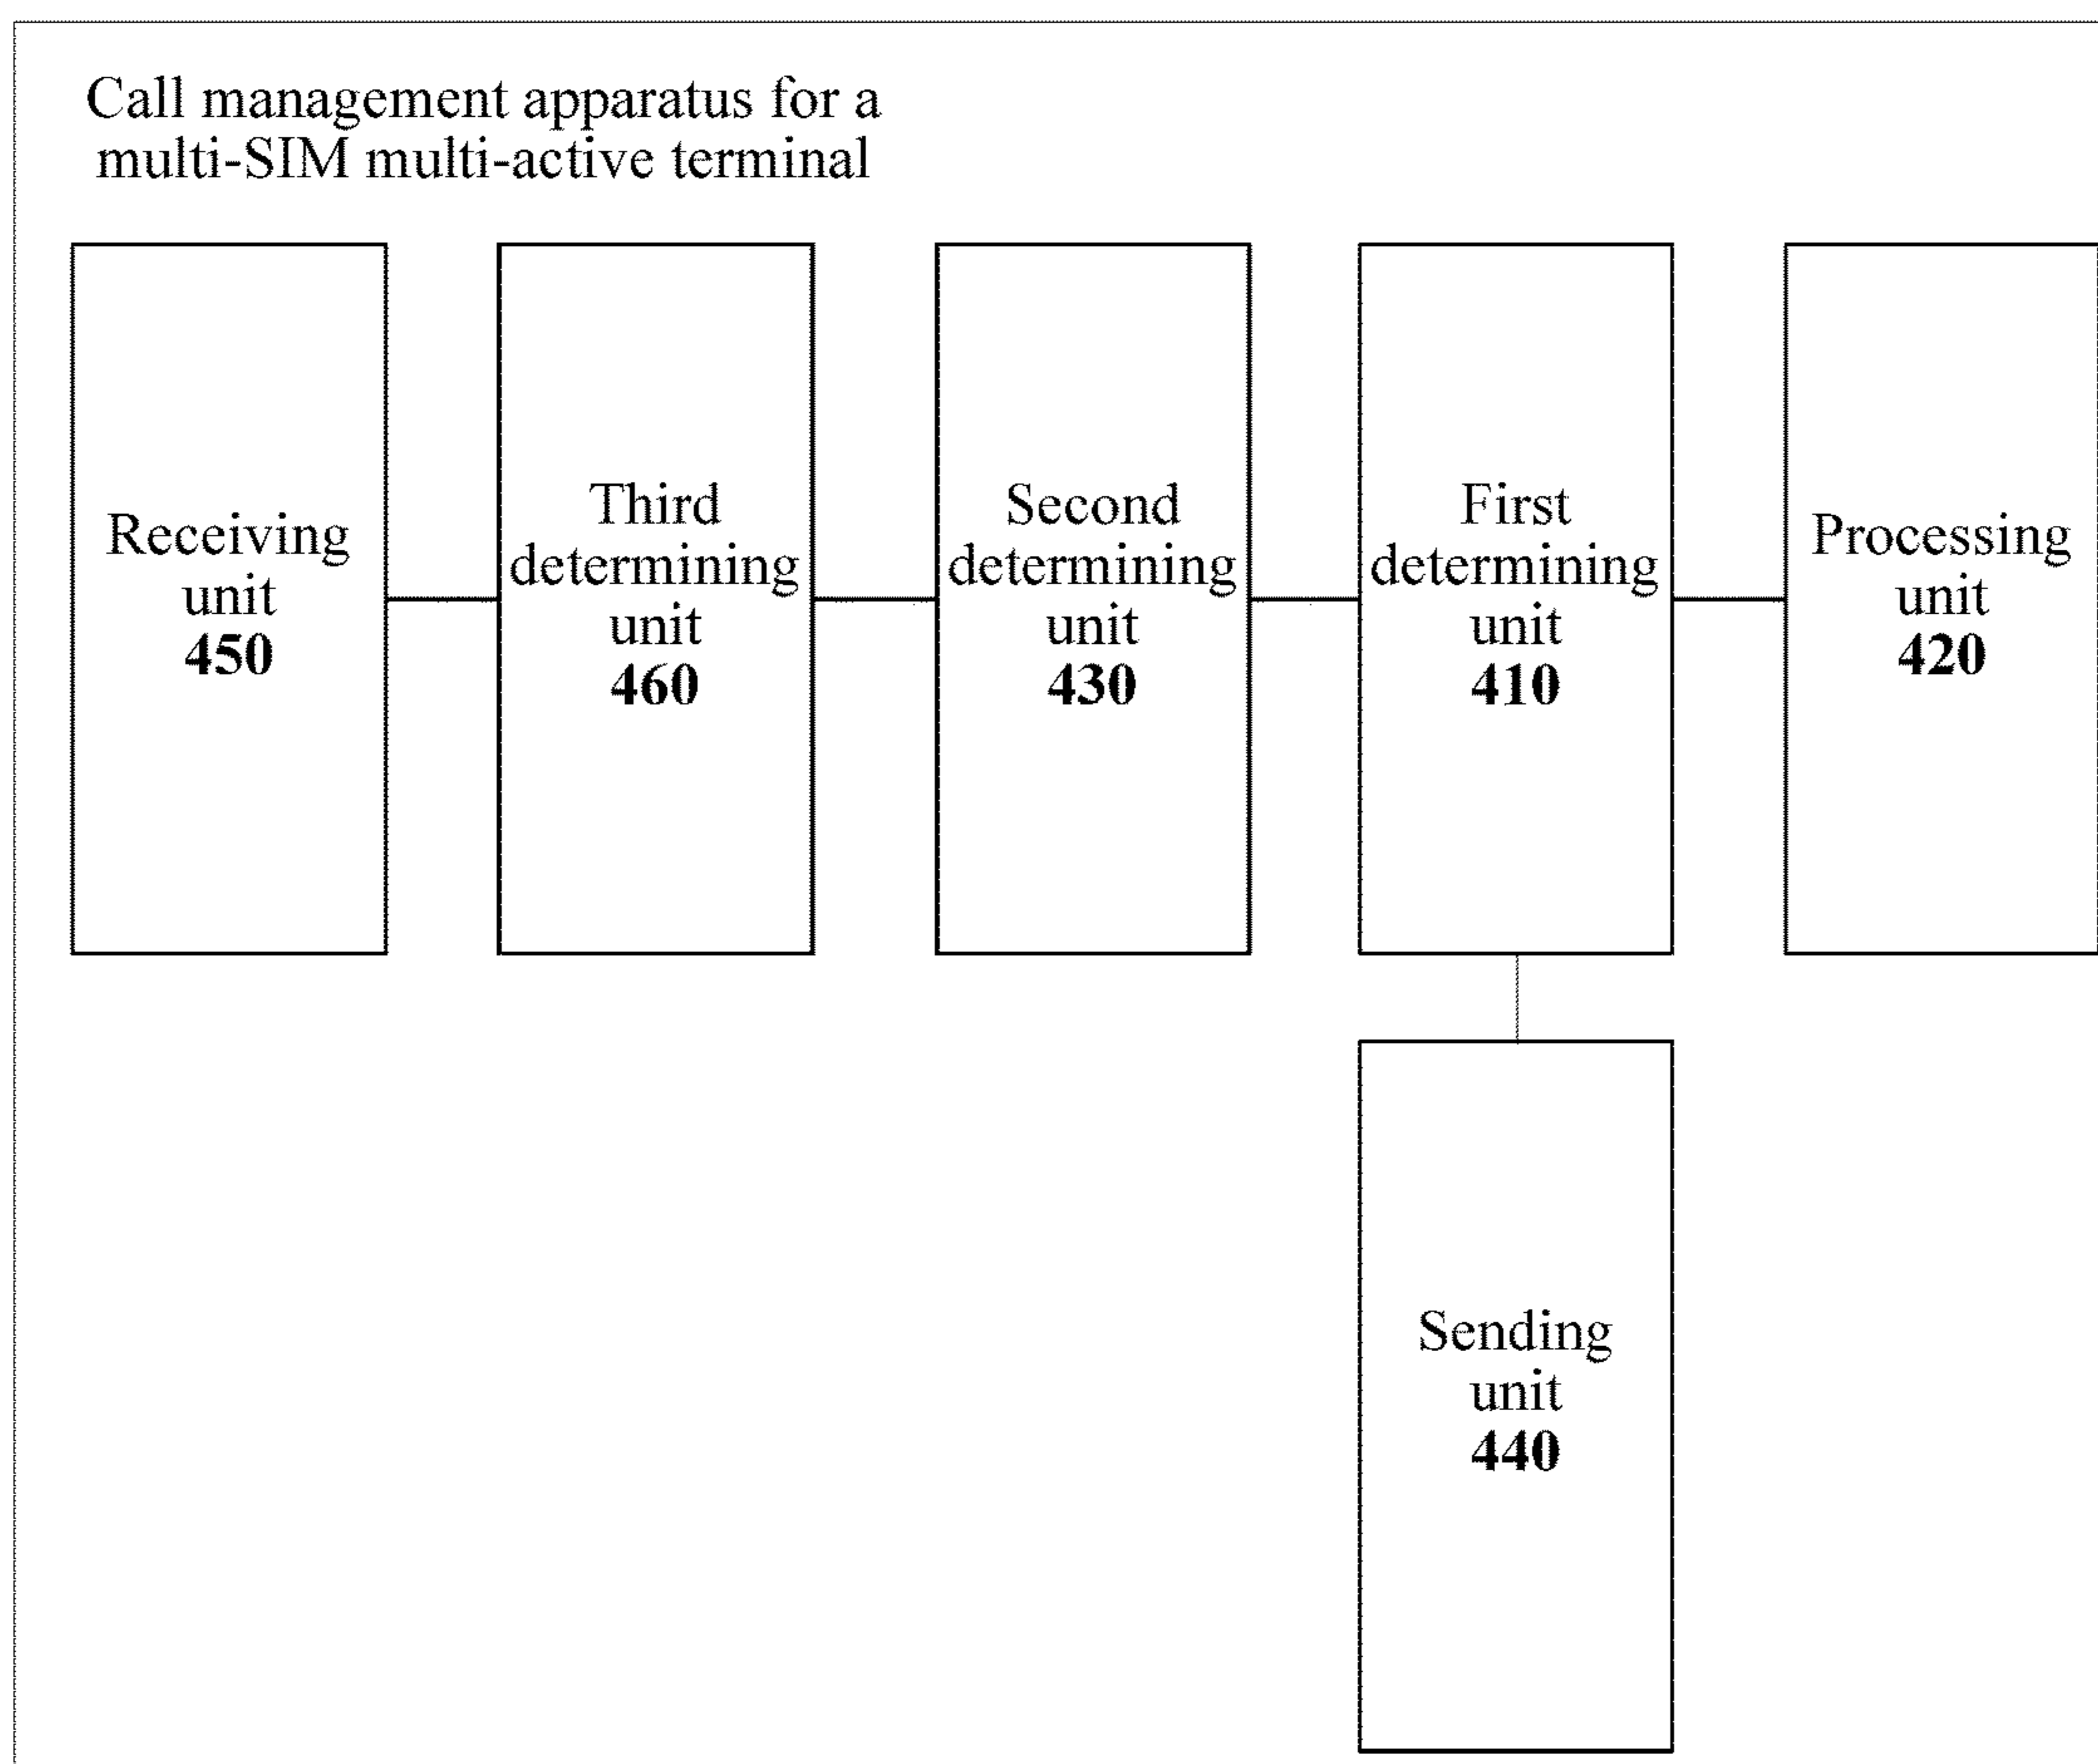 Call management apparatus for a
multi-SIM multi-active terminal
Receiving
unit
450
Third
determining
unit
460
Second
determining
unit
430
First
determining
unit
410
Processing
unit
420
Sending
unit
440